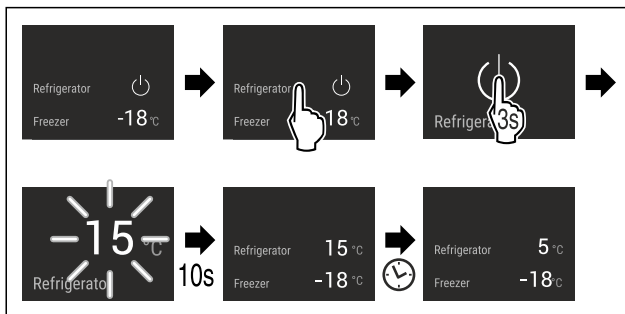 Refrigerator
Freezer -18 °C
Refrigerator
Freezer 18 °C
Refrigera 3s
15 °C
Refrigerato
10s
Refrigerator 15 °C
Freezer -18 °C
Refrigerator 5 °C
Freezer -18 °C